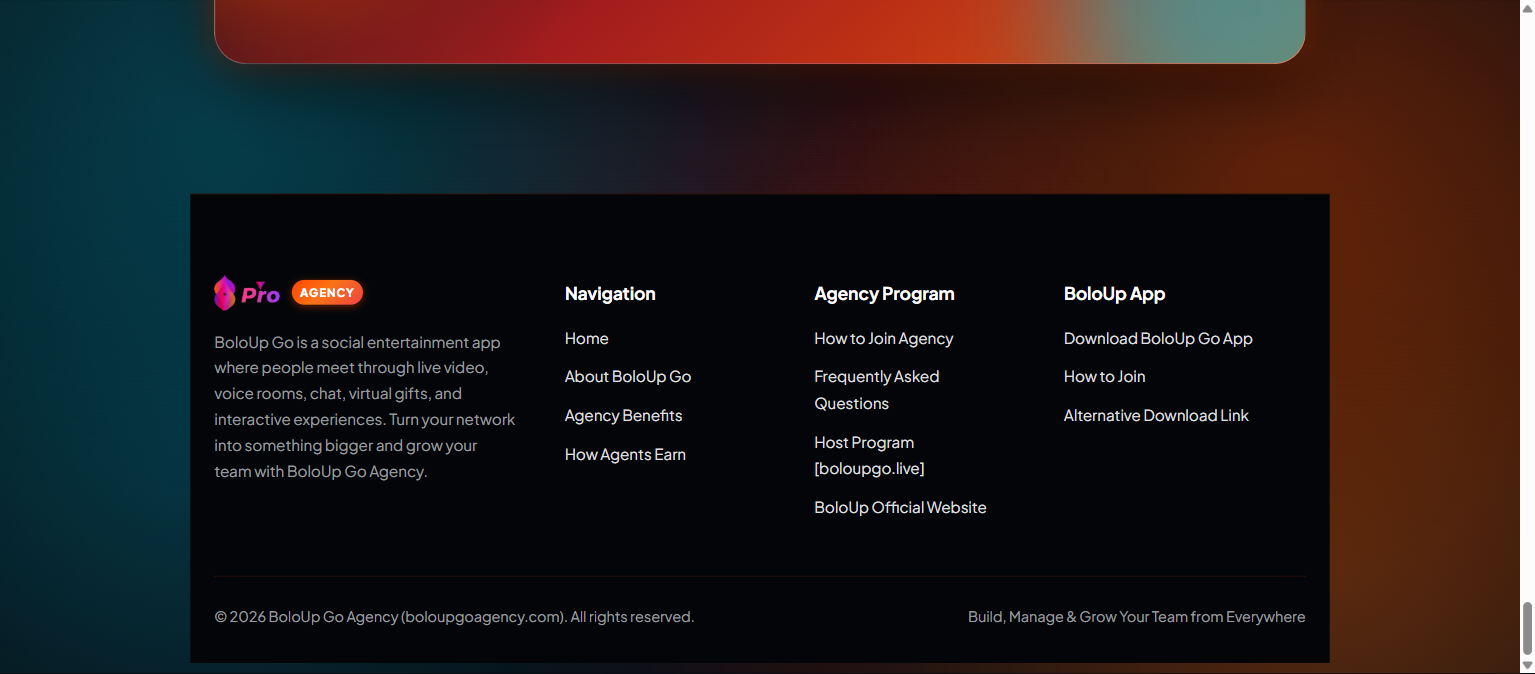 Pro AGENCY
BoloUp Go is a social entertainment app
where people meet through live video,
voice rooms, chat, virtual gifts, and
interactive experiences. Turn your network
into something bigger and grow your
team with BoloUp Go Agency.
Navigation
Home
About BoloUp Go
Agency Benefits
How Agents Earn
Agency Program
How to Join Agency
Frequently Asked
Questions
Host Program
[boloupgo.live]
BoloUp Official Website
BoloUp App
Download BoloUp Go App
How to Join
Alternative Download Link
© 2026 BoloUp Go Agency (boloupgoagency.com). All rights reserved.
Build, Manage & Grow Your Team from Everywhere